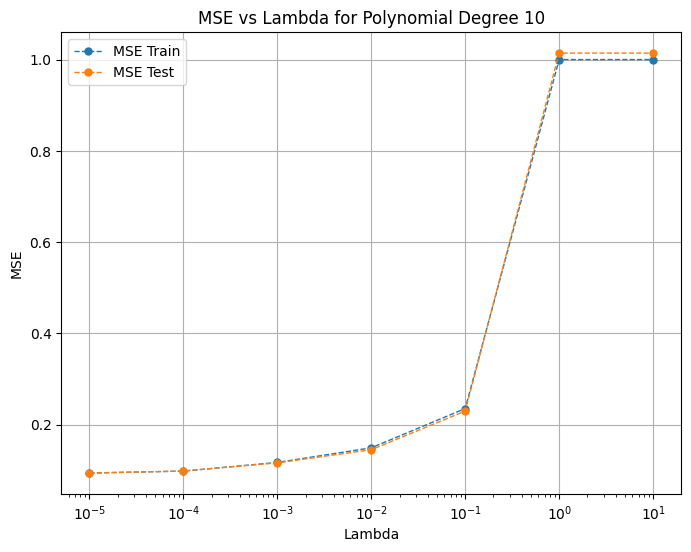 MSE vs Lambda for Polynomial Degree 10
MSE Train
MSE Test
1.0
0.8
0.6
0.4
0.2
MSE
10⁻⁵
10⁻⁴
10⁻³
10⁻²
10⁻¹
10⁰
10¹
Lambda